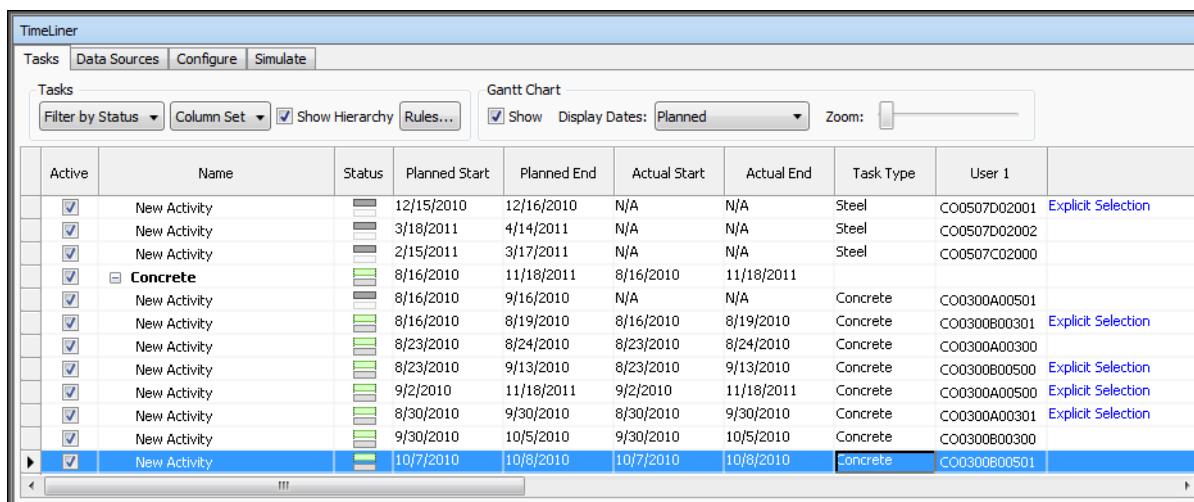 TimeLiner
Tasks Data Sources Configure Simulate
Tasks Gantt Chart
Filter by Status Column Set Show Hierarchy Rules... Show Display Dates: Planned Zoom:
Active Name Status Planned Start Planned End Actual Start Actual End Task Type User 1
New Activity 12/15/2010 12/16/2010 N/A N/A Steel CO0507D02001 Explicit Selection
New Activity 3/18/2011 4/14/2011 N/A N/A Steel CO0507D02002
New Activity 2/15/2011 3/17/2011 N/A N/A Steel CO0507C02000
Concrete 8/16/2010 11/18/2011 8/16/2010 11/18/2011
New Activity 8/16/2010 9/16/2010 N/A N/A Concrete CO0300A00501
New Activity 8/16/2010 8/19/2010 8/16/2010 8/19/2010 Concrete CO0300B00301 Explicit Selection
New Activity 8/23/2010 8/24/2010 8/23/2010 8/24/2010 Concrete CO0300A00300
New Activity 8/23/2010 9/13/2010 8/23/2010 9/13/2010 Concrete CO0300B00500 Explicit Selection
New Activity 9/2/2010 11/18/2011 9/2/2010 11/18/2011 Concrete CO0300A00500 Explicit Selection
New Activity 8/30/2010 9/30/2010 8/30/2010 9/30/2010 Concrete CO0300A00301 Explicit Selection
New Activity 9/30/2010 10/5/2010 9/30/2010 10/5/2010 Concrete CO0300B00300
New Activity 10/7/2010 10/8/2010 10/7/2010 10/8/2010 Concrete CO0300B00501